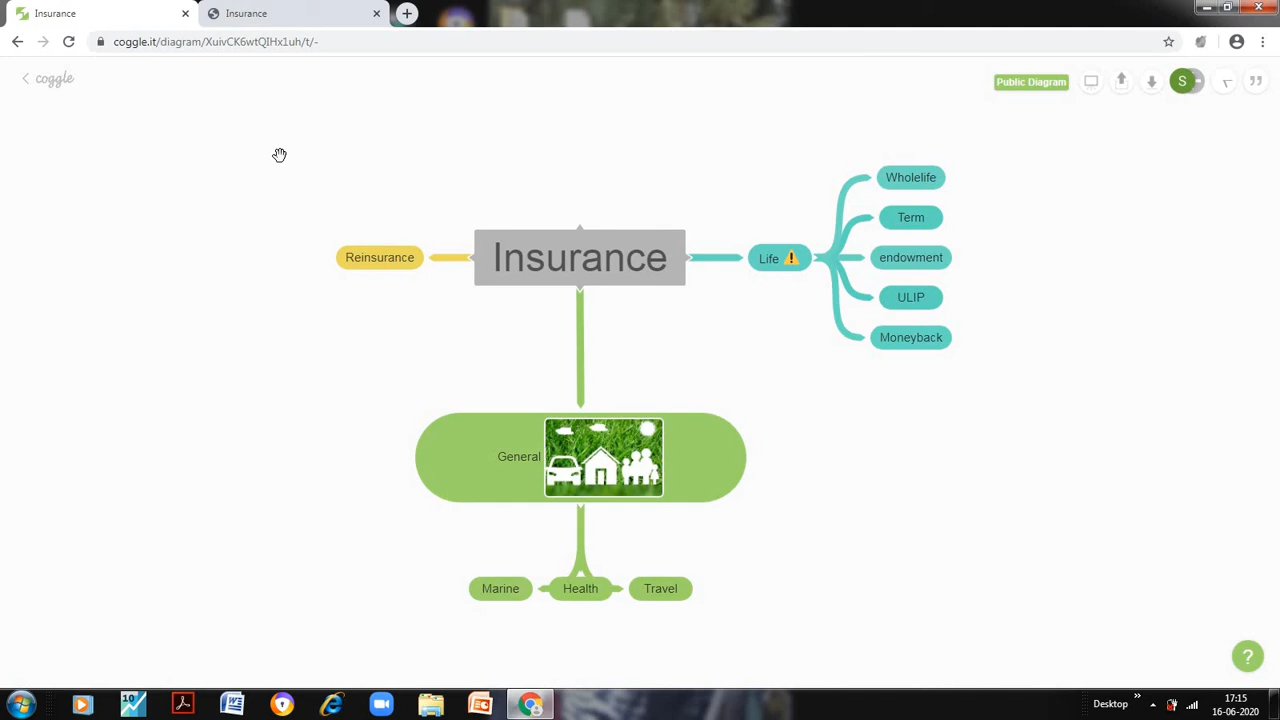 Insurance
Insurance
coggle.it/diagram/XuivCK6wtQIHx1uh/t/-
coggle
Public Diagram
S
Wholelife
Term
Reinsurance
Insurance
Life
endowment
ULIP
Moneyback
General
Marine
Health
Travel
?
10
W
Desktop
17:15
16-06-2020